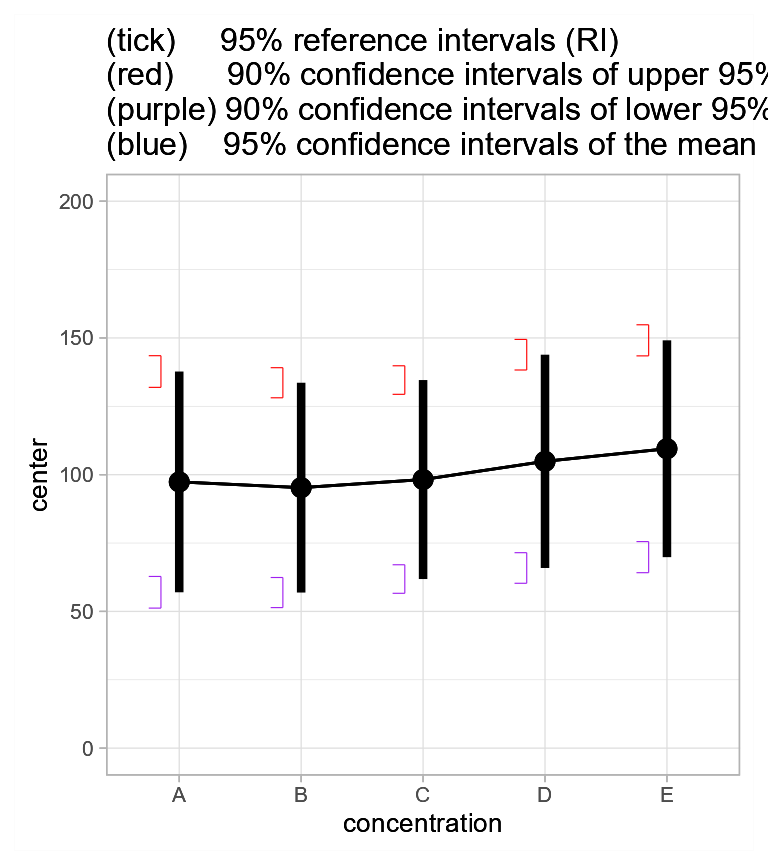 (tick) 95% reference intervals (RI)
(red) 90% confidence intervals of upper 95%
(purple) 90% confidence intervals of lower 95%
(blue) 95% confidence intervals of the mean
200
150
100
50
0
center
A B C D E
concentration